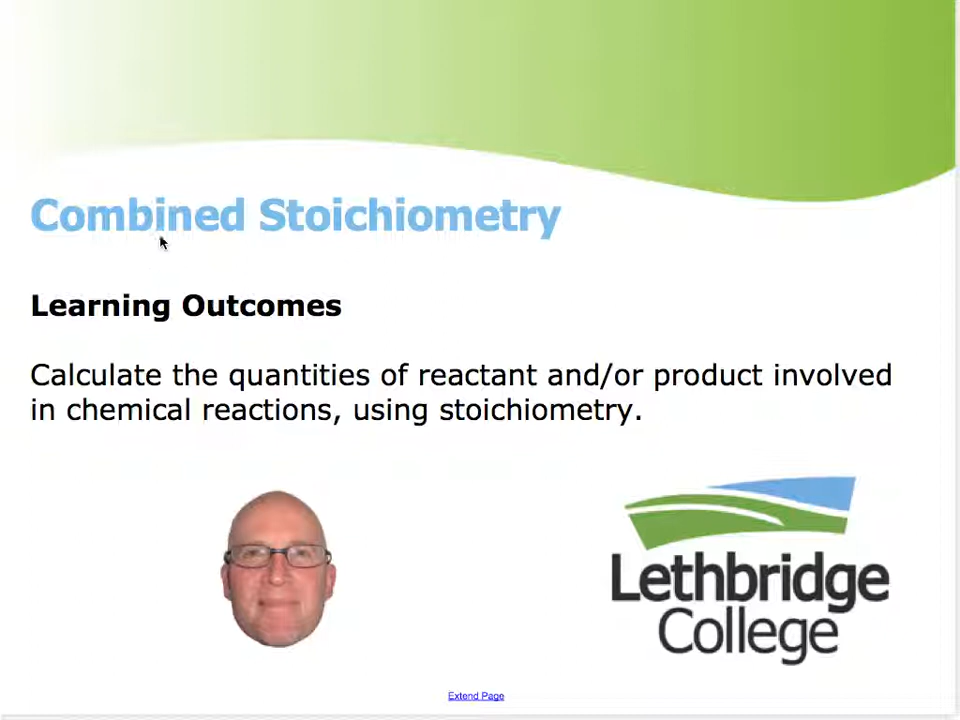 Combined Stoichiometry
Learning Outcomes
Calculate the quantities of reactant and/or product involved
in chemical reactions, using stoichiometry.
Lethbridge
College
Extend Page